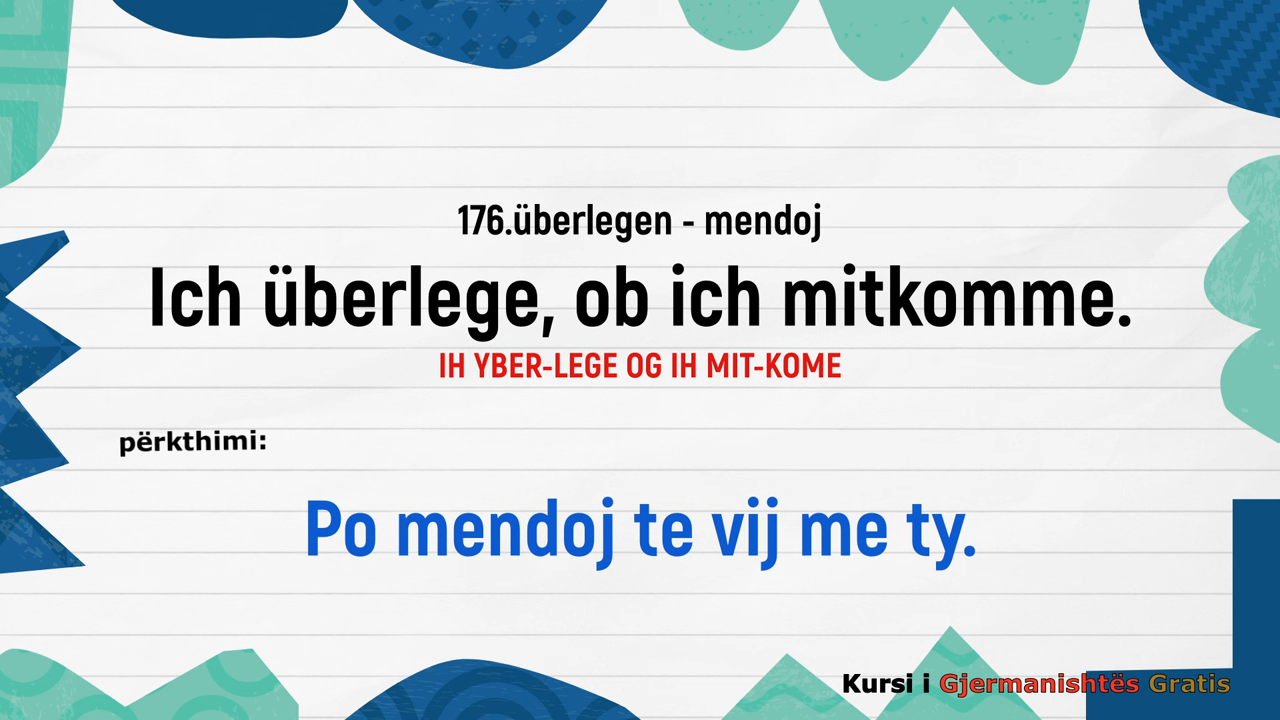 176.überlegen - mendoj
Ich überlege, ob ich mitkomme.
IH YBER-LEGE OG IH MIT-KOME
përkthimi:
Po mendoj te vij me ty.
Kursi i Gjermanishtës Gratis